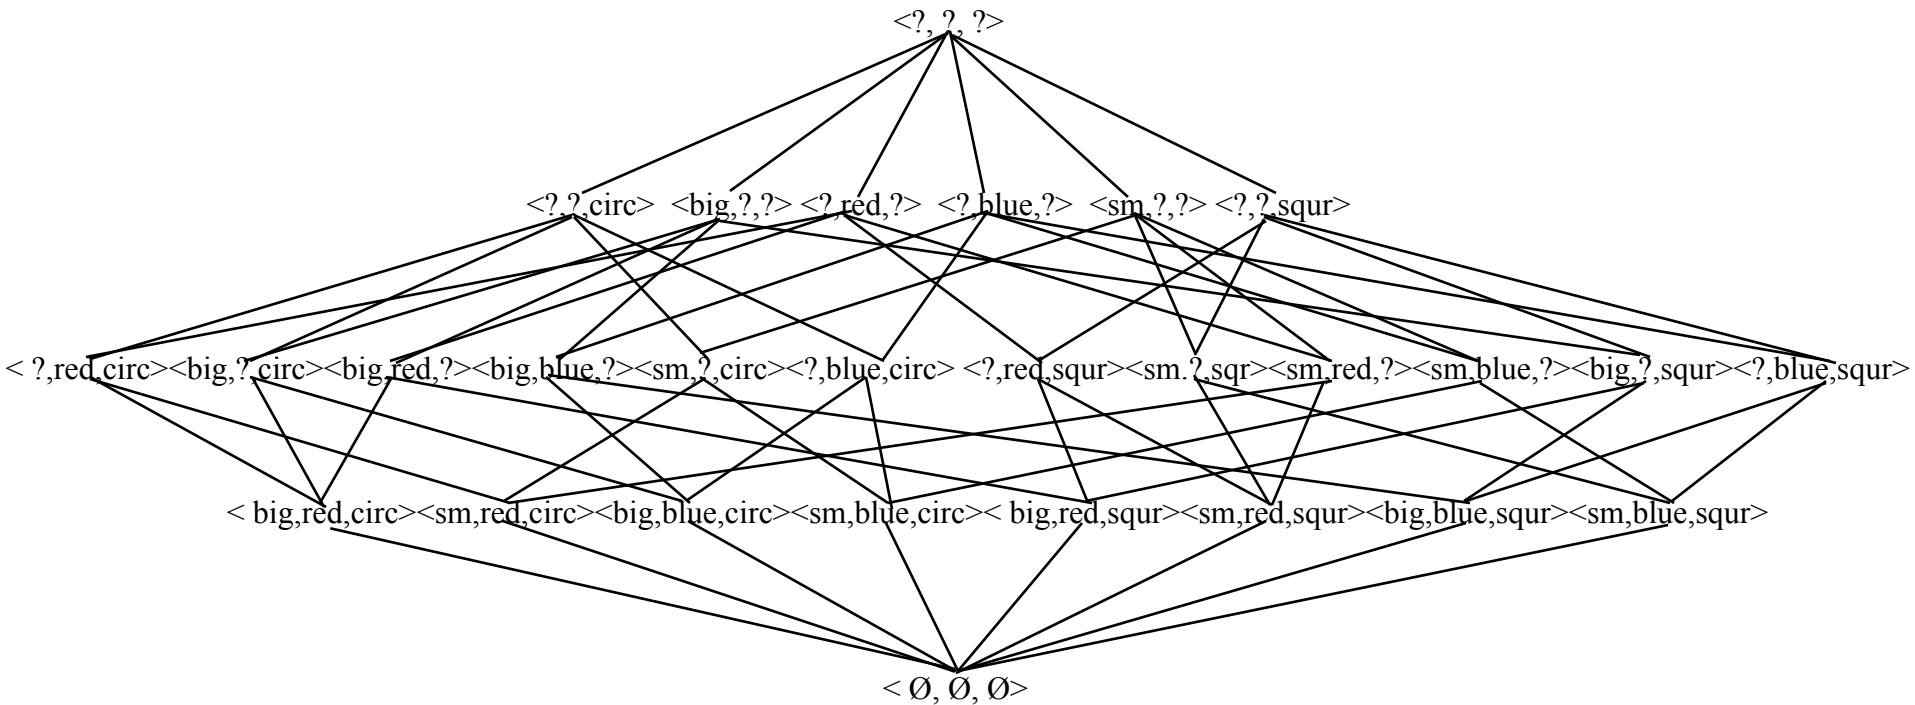 <?, ?, ?>
<?,?,circ> <big,?,?> <?,red,?> <?,blue,?> <sm,?,?> <?,?,squr>
< ?,red,circ><big,?,circ><big,red,?><big,blue,?><sm,?,circ><?,blue,circ> <?,red,squr><sm.?,sqr><sm,red,?><sm,blue,?><big,?,squr><?,blue,squr>
< big,red,circ><sm,red,circ><big,blue,circ><sm,blue,circ>< big,red,squr><sm,red,squr><big,blue,squr><sm,blue,squr>
< Ø, Ø, Ø>